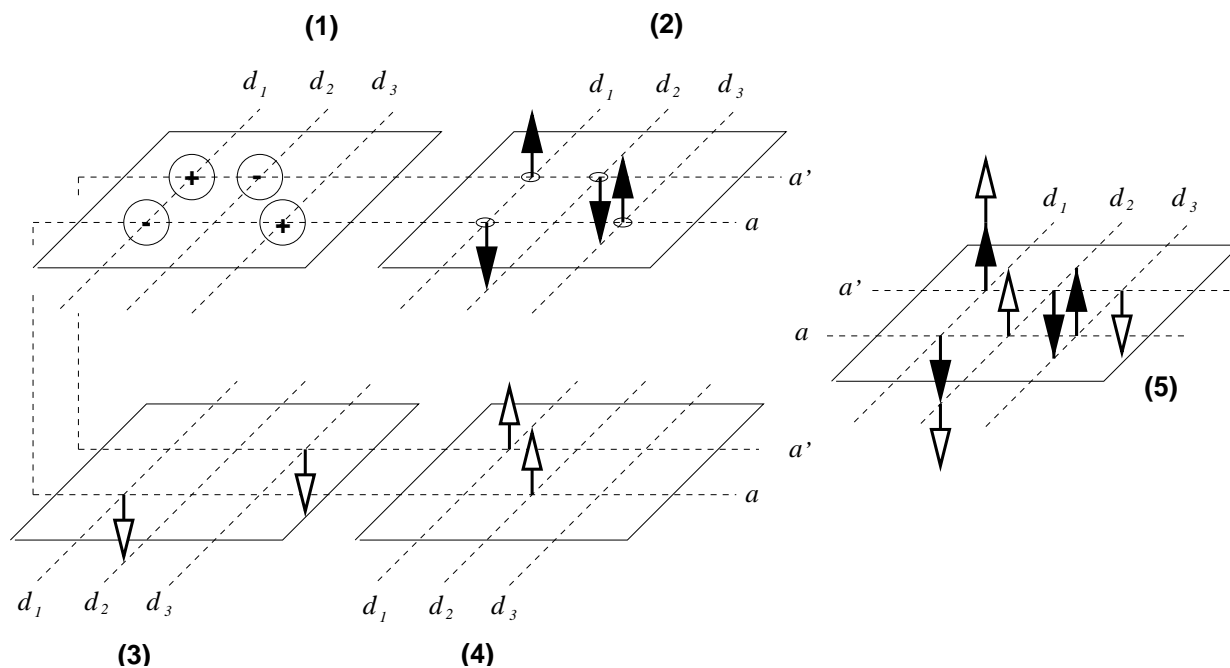 (1) (2)
d1 d2 d3 d1 d2 d3
+ - a'
- + a
d1 d2 d3
a'
a
(5)
a'
a
d1 d2 d3 d1 d2 d3
(3) (4)